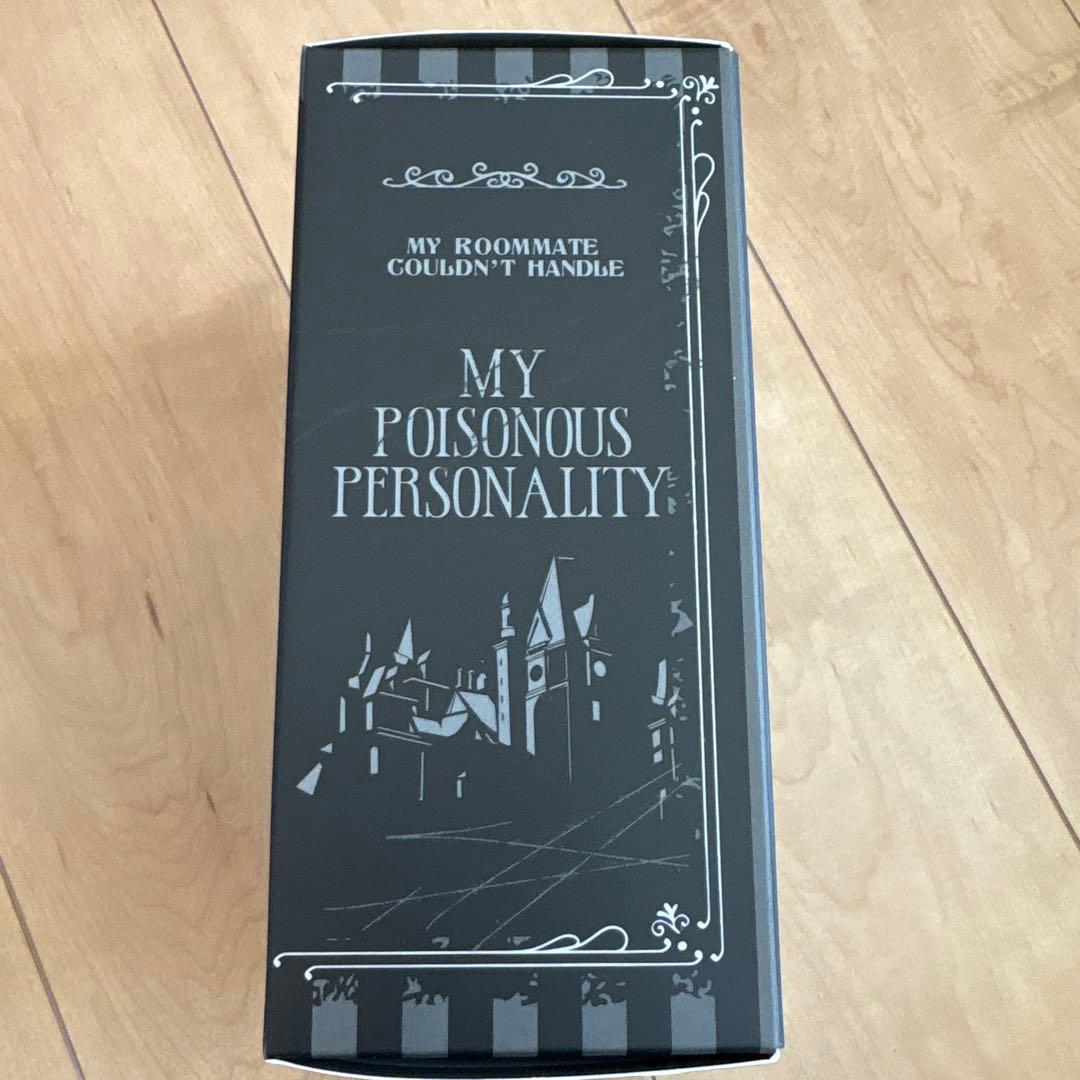 MY ROOMMATE
COULDN'T HANDLE
MY
POISONOUS
PERSONALITY